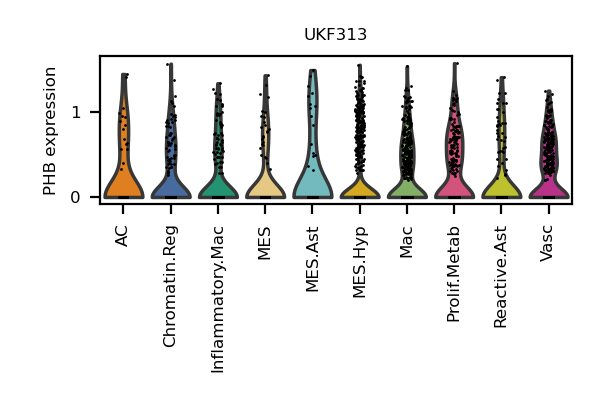 UKF313
PHB expression
1
0
AC
Chromatin.Reg
Inflammatory.Mac
MES
MES.Ast
MES.Hyp
Mac
Prolif.Metab
Reactive.Ast
Vasc